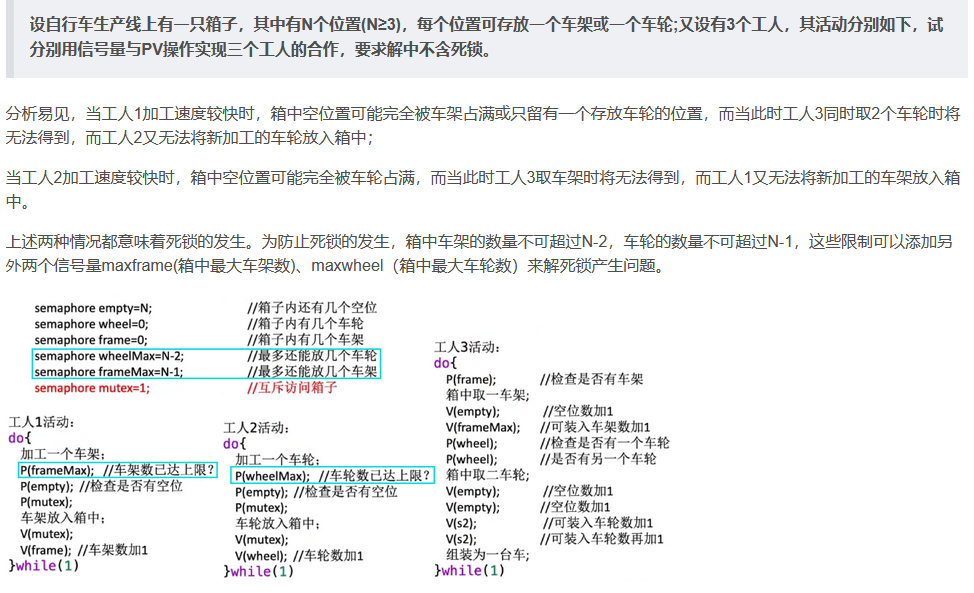 设自行车生产线上有一只箱子，其中有N个位置(N≥3)，每个位置可存放一个车架或一个车轮;又设有3个工人，其活动分别如下，试
分别用信号量与PV操作实现三个工人的合作，要求解中不含死锁。
分析易见，当工人1加工速度较快时，箱中空位置可能完全被车架占满或只留有一个存放车轮的位置，而当此时工人3同时取2个车轮时将
无法得到，而工人2又无法将新加工的车轮放入箱中；
当工人2加工速度较快时，箱中空位置可能完全被车轮占满，而当此时工人3取车架时将无法得到，而工人1又无法将新加工的车架放入箱
中。
上述两种情况都意味着死锁的发生。为防止死锁的发生，箱中车架的数量不可超过N-2，车轮的数量不可超过N-1，这些限制可以添加另
外两个信号量maxframe(箱中最大车架数)、maxwheel（箱中最大车轮数）来解死锁产生问题。
semaphore empty=N; //箱子内还有几个空位
semaphore wheel=0; //箱子内有几个车轮
semaphore frame=0; //箱子内有几个车架
semaphore wheelMax=N-2; //最多还能放几个车轮
semaphore frameMax=N-1; //最多还能放几个车架
semaphore mutex=1; //互斥访问箱子
工人1活动：
do{
加工一个车架；
P(frameMax); //车架数已达上限？
P(empty); //检查是否有空位
P(mutex);
车架放入箱中；
V(mutex);
V(frame); //车架数加1
}while(1)
工人2活动：
do{
加工一个车轮；
P(wheelMax); //车轮数已达上限？
P(empty); //检查是否有空位
P(mutex);
车轮放入箱中；
V(mutex);
V(wheel); //车轮数加1
}while(1)
工人3活动：
do{
P(frame); //检查是否有车架
箱中取一车架；
V(empty); //空位数加1
V(frameMax); //可装入车架数加1
P(wheel); //检查是否有一个车轮
P(wheel); //是否有另一个车轮
箱中取二车轮；
V(empty); //空位数加1
V(empty); //空位数加1
V(s2); //可装入车轮数加1
V(s2); //可装入车轮数再加1
组装为一台车;
}while(1)